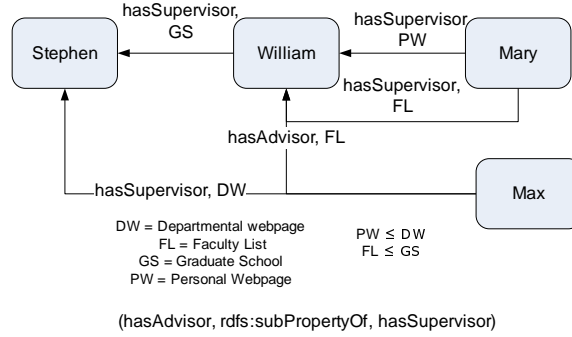 hasSupervisor,
GS
hasSupervisor
PW
Stephen
William
Mary
hasSupervisor,
FL
hasAdvisor, FL
hasSupervisor, DW
Max
DW = Departmental webpage
FL = Faculty List
GS = Graduate School
PW = Personal Webpage
PW ≤ DW
FL ≤ GS
(hasAdvisor, rdfs:subPropertyOf, hasSupervisor)